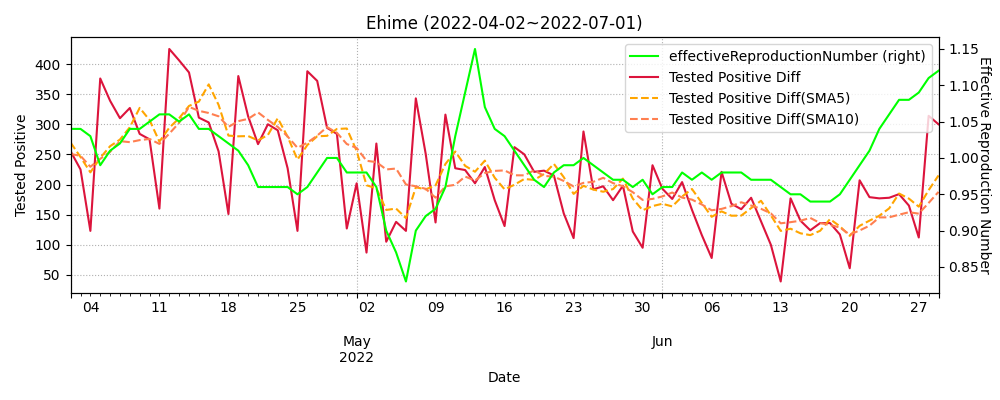 Ehime (2022-04-02~2022-07-01)
effectiveReproductionNumber (right)
Tested Positive Diff
Tested Positive Diff(SMA5)
Tested Positive Diff(SMA10)
Tested Positive
400
350
300
250
200
150
100
50
1.15
1.10
1.05
1.00
0.95
0.90
0.85
Effective Reproduction Number
04 11 18 25 02 09 16 23 30 06 13 20 27
May Jun
2022
Date